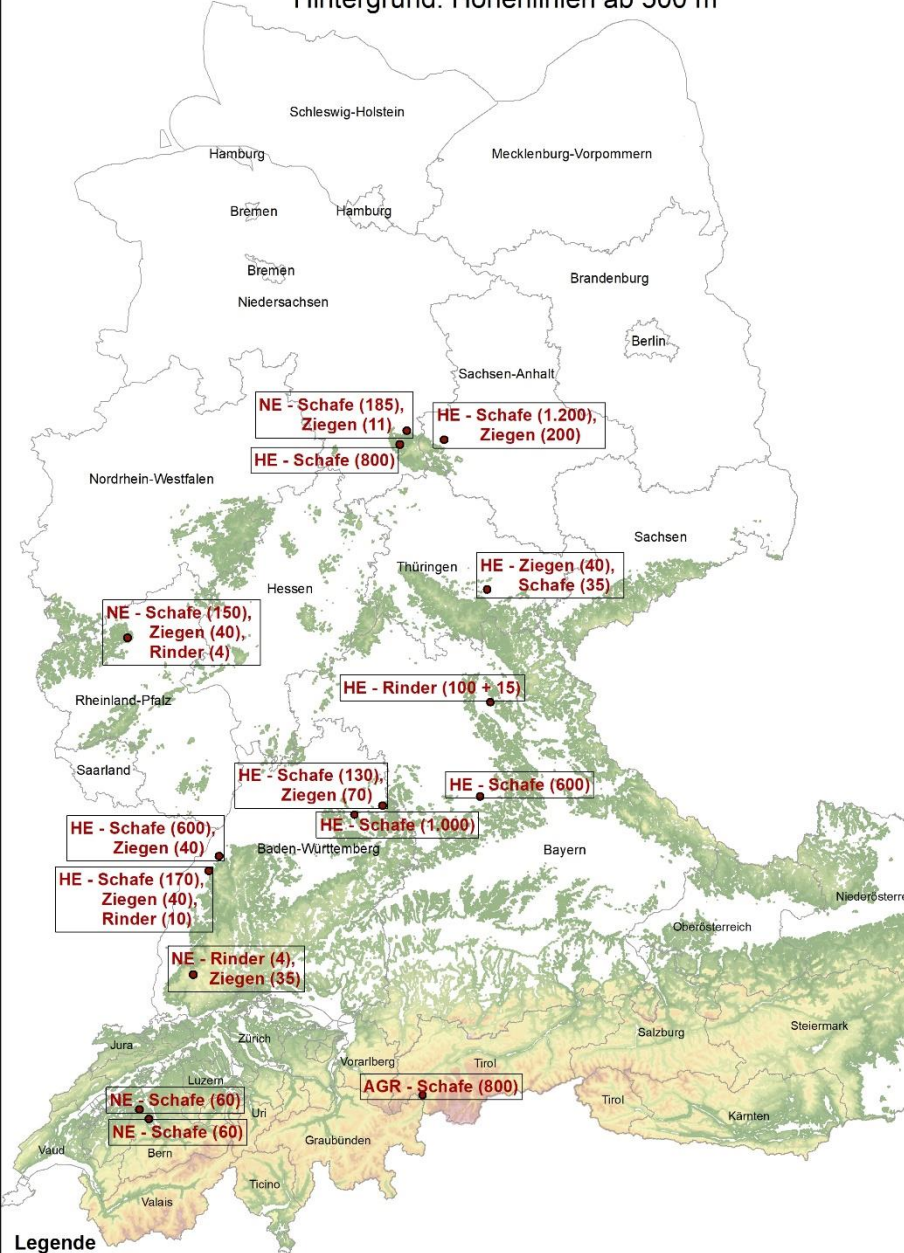 Hintergrund: Höhenlinien ab 500 m
Schleswig-Holstein
Hamburg
Mecklenburg-Vorpommern
Bremen
Hamburg
Bremen
Niedersachsen
Brandenburg
Berlin
Sachsen-Anhalt
NE - Schafe (185),
Ziegen (11)
HE - Schafe (1.200),
Ziegen (200)
HE - Schafe (800)
Nordrhein-Westfalen
Sachsen
Thüringen
Hessen
HE - Ziegen (40),
Schafe (35)
NE - Schafe (150),
Ziegen (40),
Rinder (4)
HE - Rinder (100 + 15)
Rheinland-Pfalz
Saarland
HE - Schafe (130),
Ziegen (70)
HE - Schafe (600)
HE - Schafe (1.000)
HE - Schafe (600),
Ziegen (40)
Baden-Württemberg
Bayern
HE - Schafe (170),
Ziegen (40),
Rinder (10)
Niederösterre
Oberösterreich
NE - Rinder (4),
Ziegen (35)
Jura
Zürich
Salzburg
Steiermark
Vorarlberg
Tirol
Luzern
AGR - Schafe (800)
NE - Schafe (60)
Uri
Tirol
Kärnten
NE - Schafe (60)
Graubünden
Vaud
Bern
Ticino
Valais
Legende